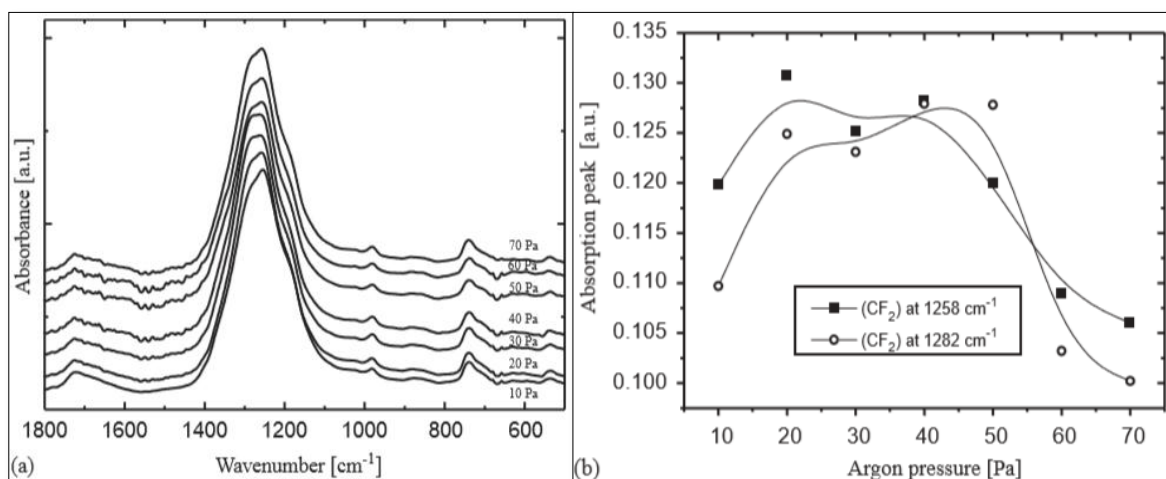 Absorbance [a.u.]
70 Pa
60 Pa
50 Pa
40 Pa
30 Pa
20 Pa
10 Pa
1800 1600 1400 1200 1000 800 600
(a) Wavenumber [cm⁻¹]
Absorption peak [a.u.]
0.135
0.130
0.125
0.120
0.115
0.110
0.105
0.100
(CF₂) at 1258 cm⁻¹
(CF₂) at 1282 cm⁻¹
10 20 30 40 50 60 70
(b) Argon pressure [Pa]